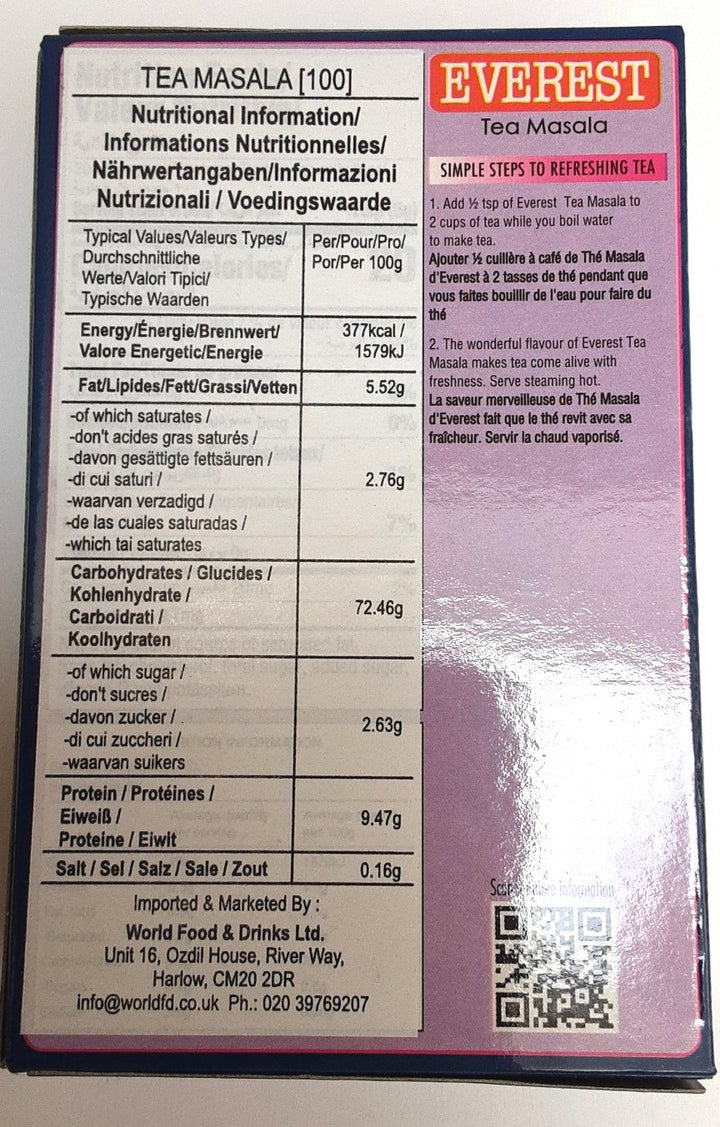 TEA MASALA [100]
Nutritional Information/
Informations Nutritionnelles/
Nährwertangaben/Informazioni
Nutrizionali / Voedingswaarde
Typical Values/Valeurs Types/
Durchschnittliche
Werte/Valori Tipici/
Typische Waarden
Per/Pour/Pro/
Por/Per 100g
Energy/Énergie/Brennwert/
Valore Energetic/Energie
377kcal /
1579kJ
Fat/Lipides/Fett/Grassi/Vetten
5.52g
-of which saturates /
-don't acides gras saturés /
-davon gesättigte fettsäuren /
-di cui saturi /
-waarvan verzadigd /
-de las cuales saturadas /
-which tai saturates
2.76g
Carbohydrates / Glucides /
Kohlenhydrate /
Carboidrati /
Koolhydraten
72.46g
-of which sugar /
-don't sucres /
-davon zucker /
-di cui zuccheri /
-waarvan suikers
2.63g
Protein / Protéines /
Eiweiß /
Proteine / Eiwit
9.47g
Salt / Sel / Salz / Sale / Zout
0.16g
Imported & Marketed By :
World Food & Drinks Ltd.
Unit 16, Ozdil House, River Way,
Harlow, CM20 2DR
info@worldfd.co.uk Ph.: 020 39769207
EVEREST
Tea Masala
SIMPLE STEPS TO REFRESHING TEA
1. Add ½ tsp of Everest Tea Masala to
2 cups of tea while you boil water
to make tea.
Ajouter ½ cuillère à café de Thé Masala
d'Everest à 2 tasses de thé pendant que
vous faites bouillir de l'eau pour faire du
thé
2. The wonderful flavour of Everest Tea
Masala makes tea come alive with
freshness. Serve steaming hot.
La saveur merveilleuse de Thé Masala
d'Everest fait que le thé revit avec sa
fraîcheur. Servir la chaud vaporisé.
information